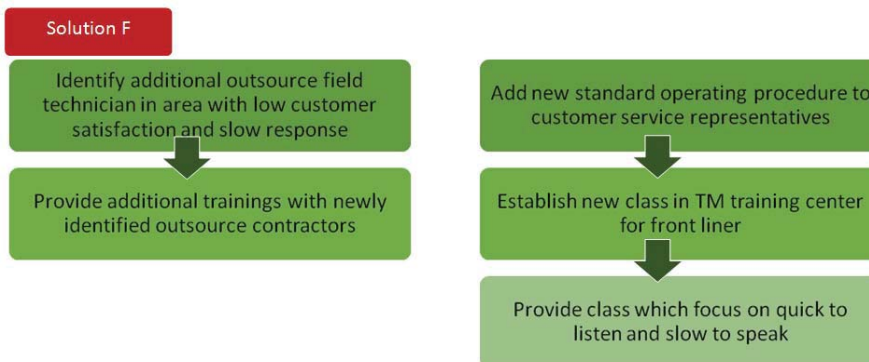 Solution F
Identify additional outsource field
technician in area with low customer
satisfaction and slow response
Provide additional trainings with newly
identified outsource contractors
Add new standard operating procedure to
customer service representatives
Establish new class in TM training center
for front liner
Provide class which focus on quick to
listen and slow to speak